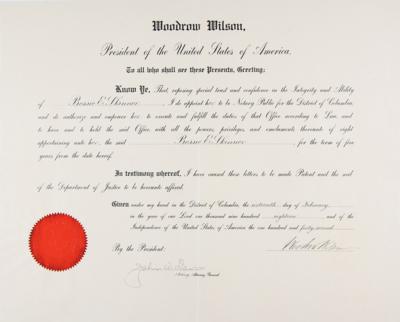 Woodrow Wilson,
President of the United States of America.
To all who shall see these Presents, Greeting:
Know Ye, That, reposing special trust and confidence in the Integrity and Ability
of Bessie E. I do appoint her to be Notary Public for the District of Columbia,
and do authorize and empower her to execute and fulfill the duties of that Office according to Law, and
to have and to hold the said Office, with all the powers, privileges, and emoluments thereunto of right
appertaining unto her, the said Bessie E. for the term of five
years from the date hereof.
In testimony whereof, I have caused these letters to be made Patent and the seal
of the Department of Justice to be hereunto affixed.
Given under my hand in the District of Columbia, the sixteenth day of February,
in the year of our Lord one thousand nine hundred eighteen and of the
Independence of the United States of America the one hundred and forty-second.
By the President:
Woodrow Wilson
Attorney General